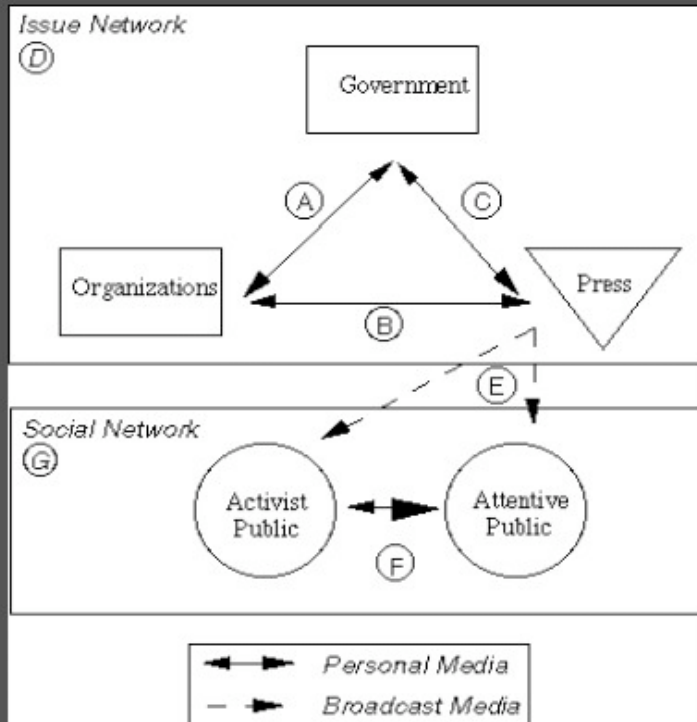 Issue Network
D
Government
A
C
Organizations
Press
B
E
Social Network
G
Activist
Public
Attentive
Public
F
Personal Media
Broadcast Media